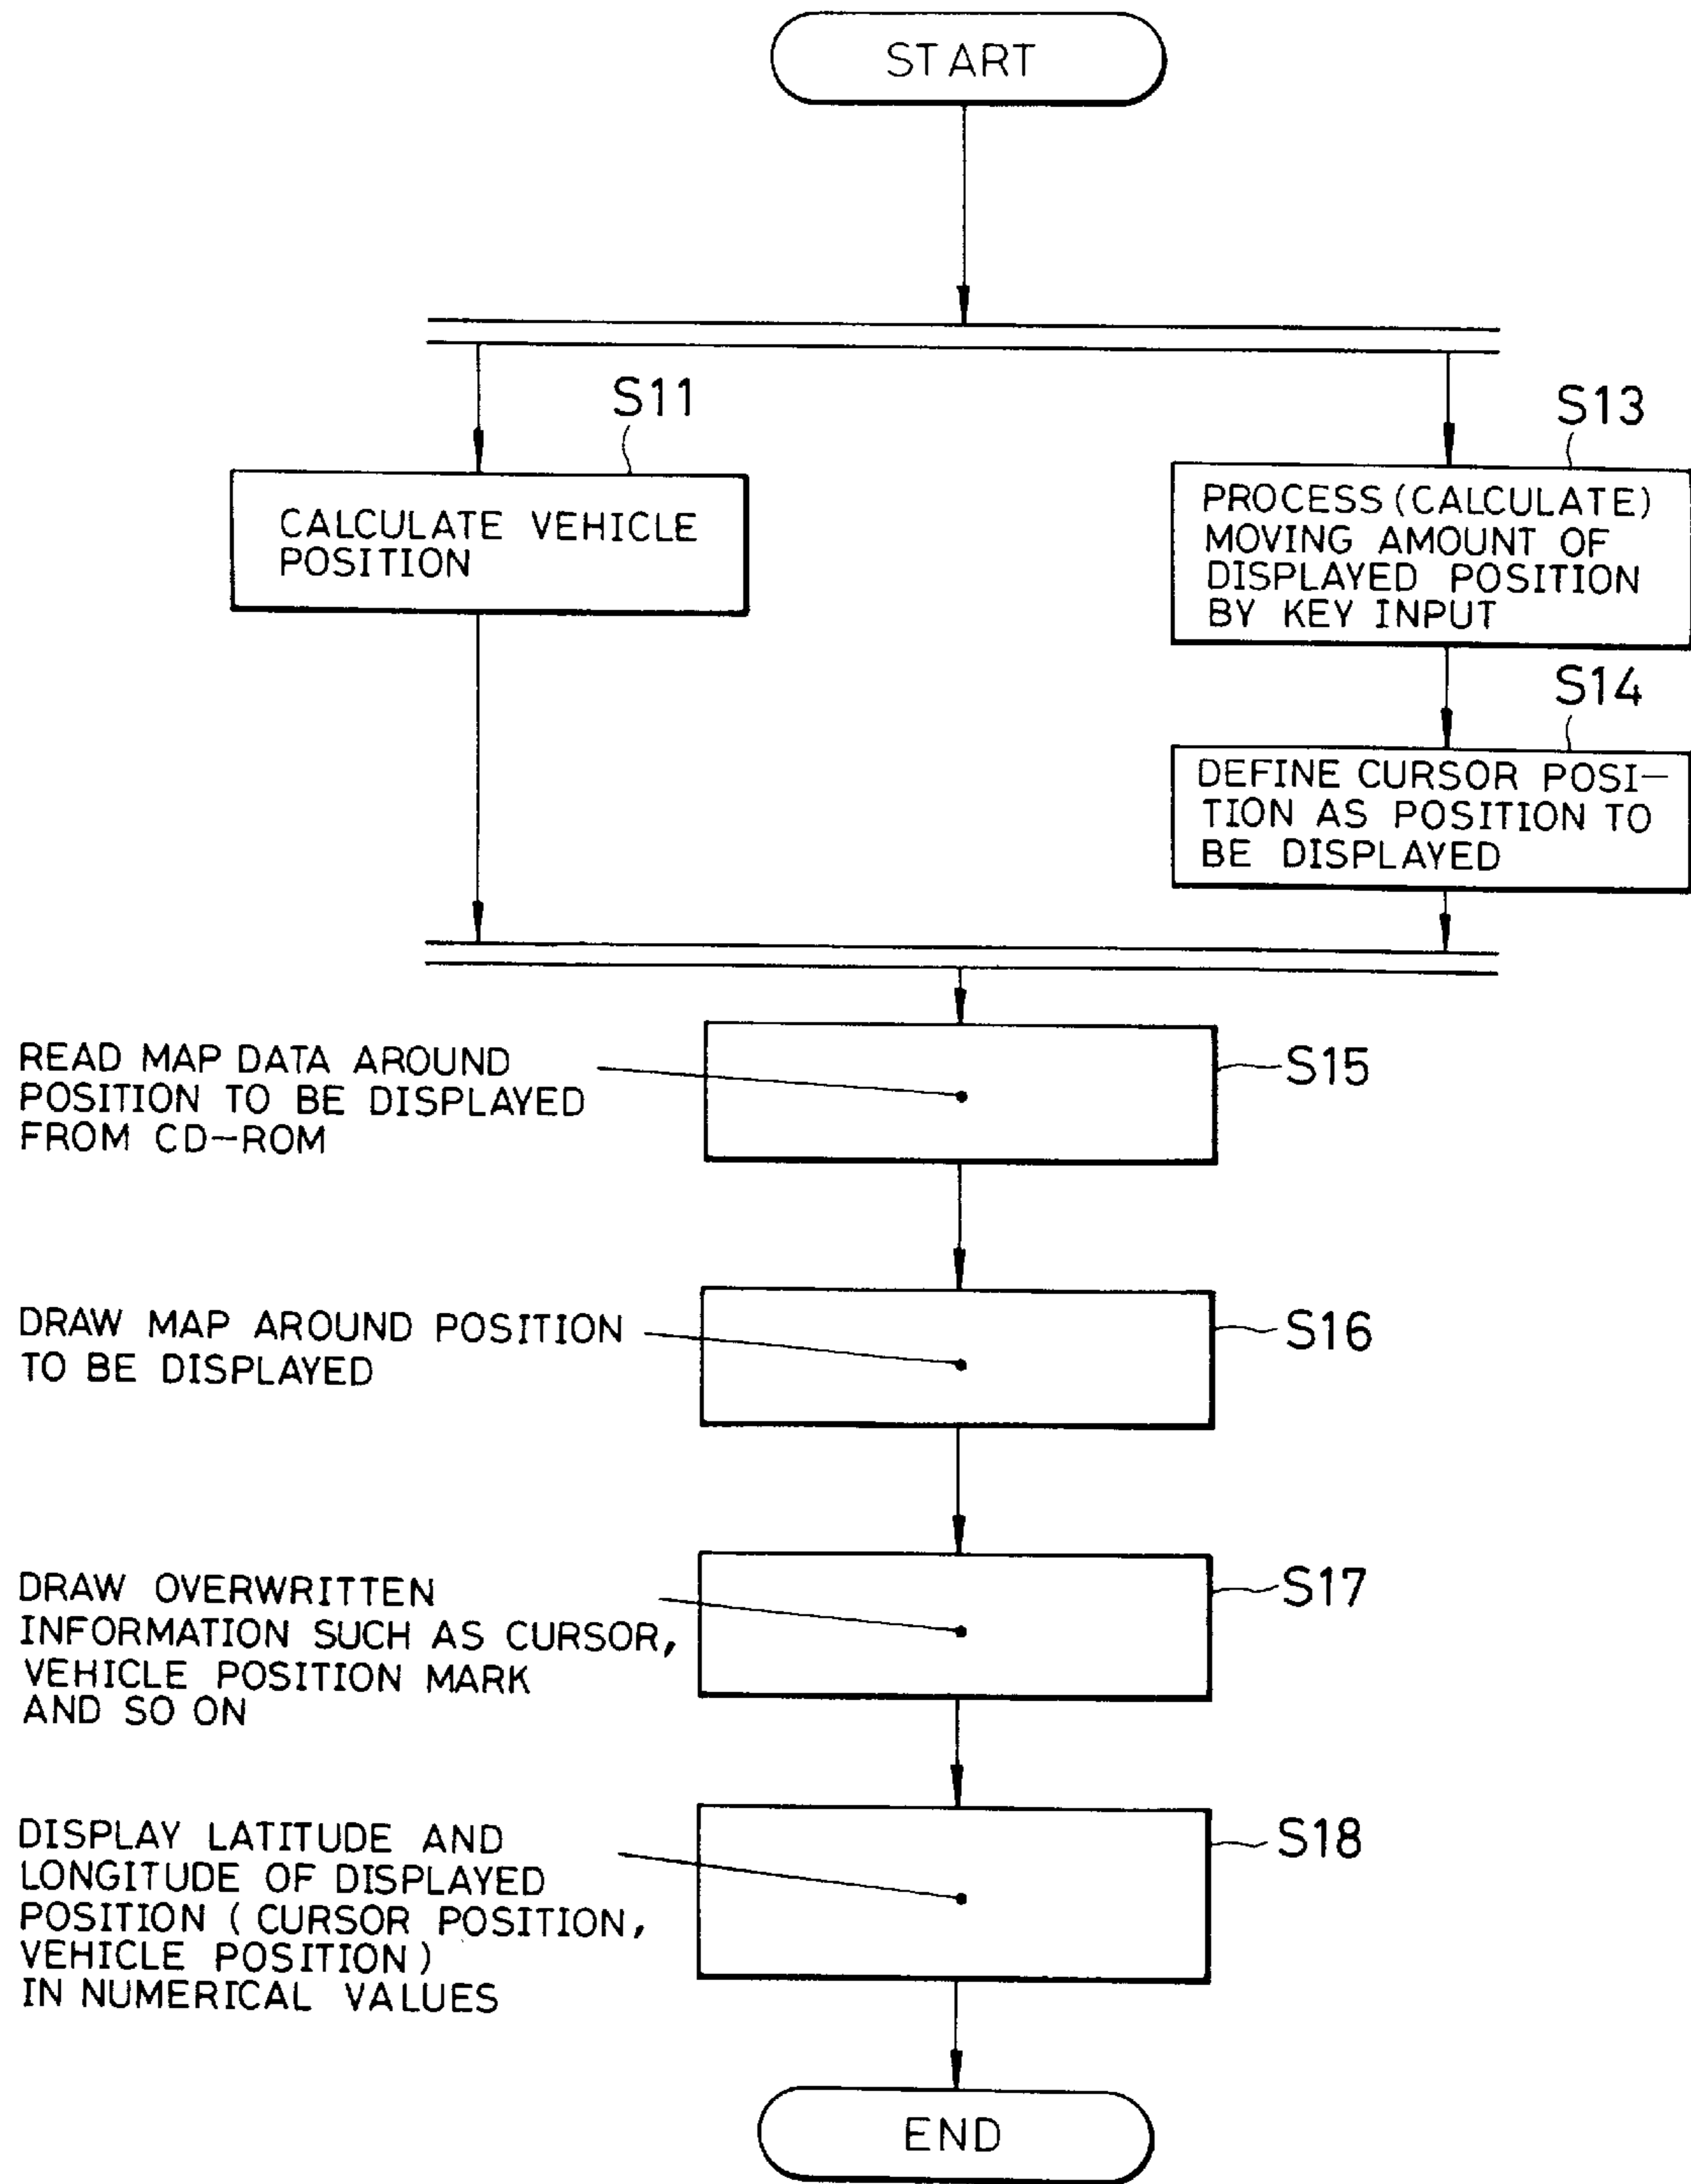 START
S11
CALCULATE VEHICLE
POSITION
S13
PROCESS (CALCULATE)
MOVING AMOUNT OF
DISPLAYED POSITION
BY KEY INPUT
S14
DEFINE CURSOR POSI-
TION AS POSITION TO
BE DISPLAYED
READ MAP DATA AROUND
POSITION TO BE DISPLAYED
FROM CD-ROM
S15
DRAW MAP AROUND POSITION
TO BE DISPLAYED
S16
DRAW OVERWRITTEN
INFORMATION SUCH AS CURSOR,
VEHICLE POSITION MARK
AND SO ON
S17
DISPLAY LATITUDE AND
LONGITUDE OF DISPLAYED
POSITION (CURSOR POSITION,
VEHICLE POSITION)
IN NUMERICAL VALUES
S18
END